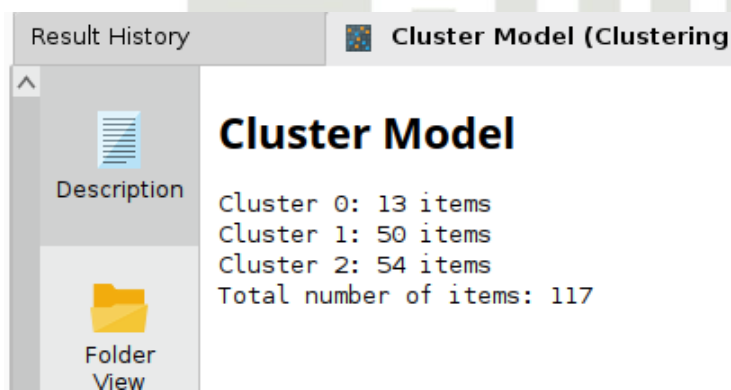 Result History
Cluster Model (Clustering
Description
Cluster Model
Cluster 0: 13 items
Cluster 1: 50 items
Cluster 2: 54 items
Total number of items: 117
Folder
View